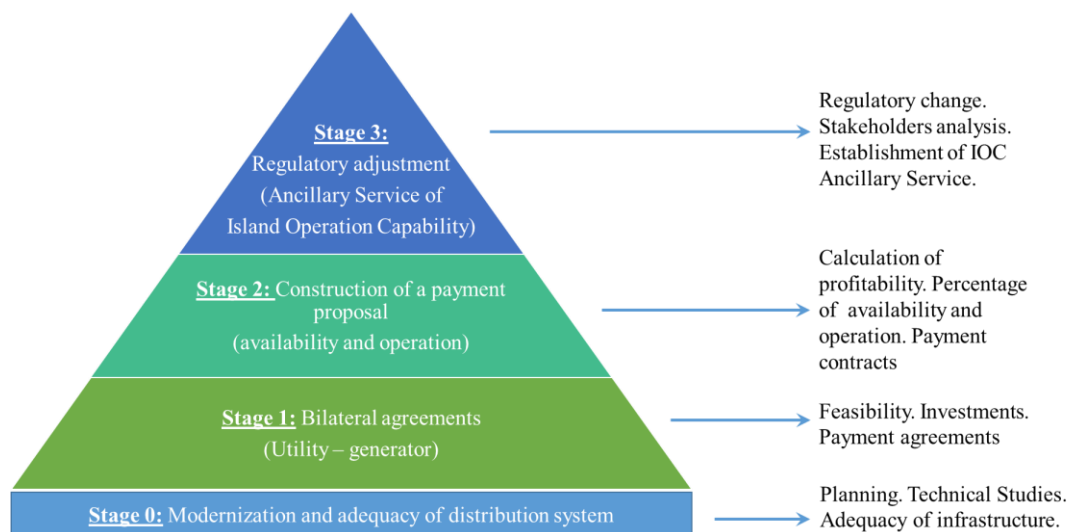 Stage 3:
Regulatory adjustment
(Ancillary Service of
Island Operation Capability)
Regulatory change.
Stakeholders analysis.
Establishment of IOC
Ancillary Service.
Stage 2: Construction of a payment
proposal
(availability and operation)
Calculation of
profitability. Percentage
of availability and
operation. Payment
contracts
Stage 1: Bilateral agreements
(Utility – generator)
Feasibility. Investments.
Payment agreements
Stage 0: Modernization and adequacy of distribution system
Planning. Technical Studies.
Adequacy of infrastructure.